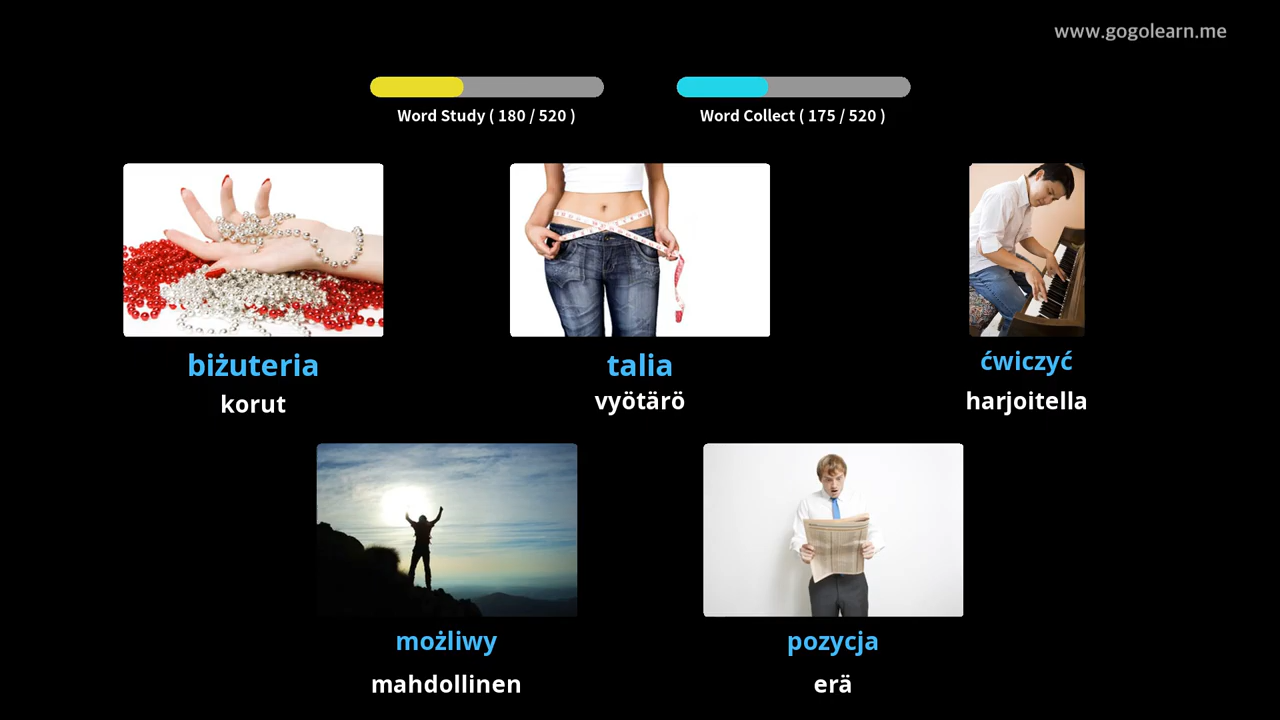 www.gogolearn.me
Word Study ( 180 / 520 )
Word Collect ( 175 / 520 )
biżuteria
korut
talia
vyötärö
ćwiczyć
harjoitella
możliwy
mahdollinen
pozycja
erä